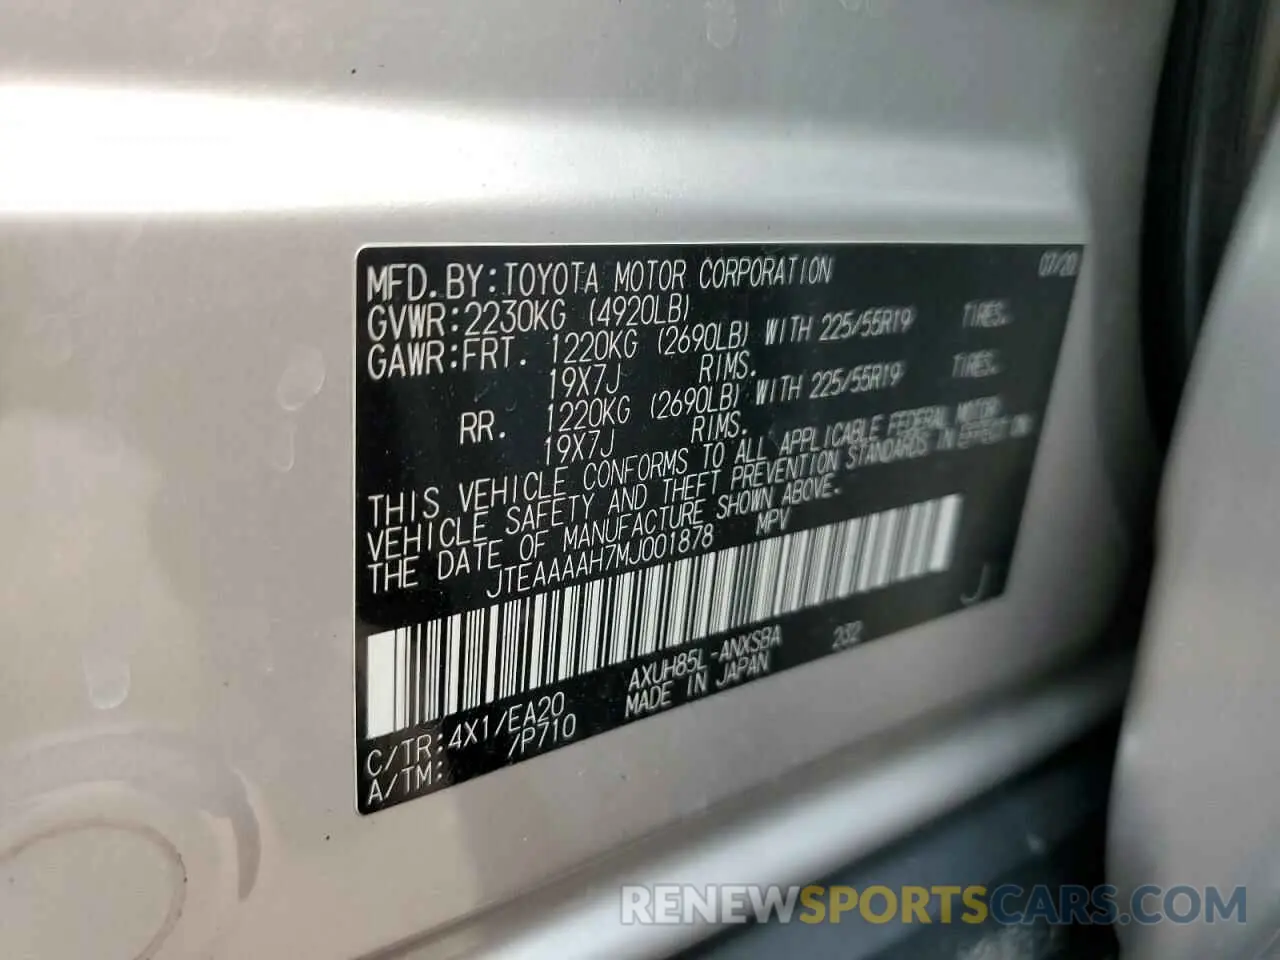 MFD. BY: TOYOTA MOTOR CORPORATION 07/20
GVWR: 2230KG (4920LB)
GAWR: FRT. 1220KG (2690LB) WITH 225/55R19 TIRES.
19X7J RIMS.
RR. 1220KG (2690LB) WITH 225/55R19 TIRES.
19X7J RIMS.
THIS VEHICLE CONFORMS TO ALL APPLICABLE FEDERAL MOTOR
VEHICLE SAFETY AND THEFT PREVENTION STANDARDS IN EFFECT ON
THE DATE OF MANUFACTURE SHOWN ABOVE.
JTEAAAAH7MJ001878 MPV
J
C/TR: 4X1/EA20 AXUH85L-ANXSBA 232
A/TM: /P710 MADE IN JAPAN
RENEWSPORTSCARS.COM